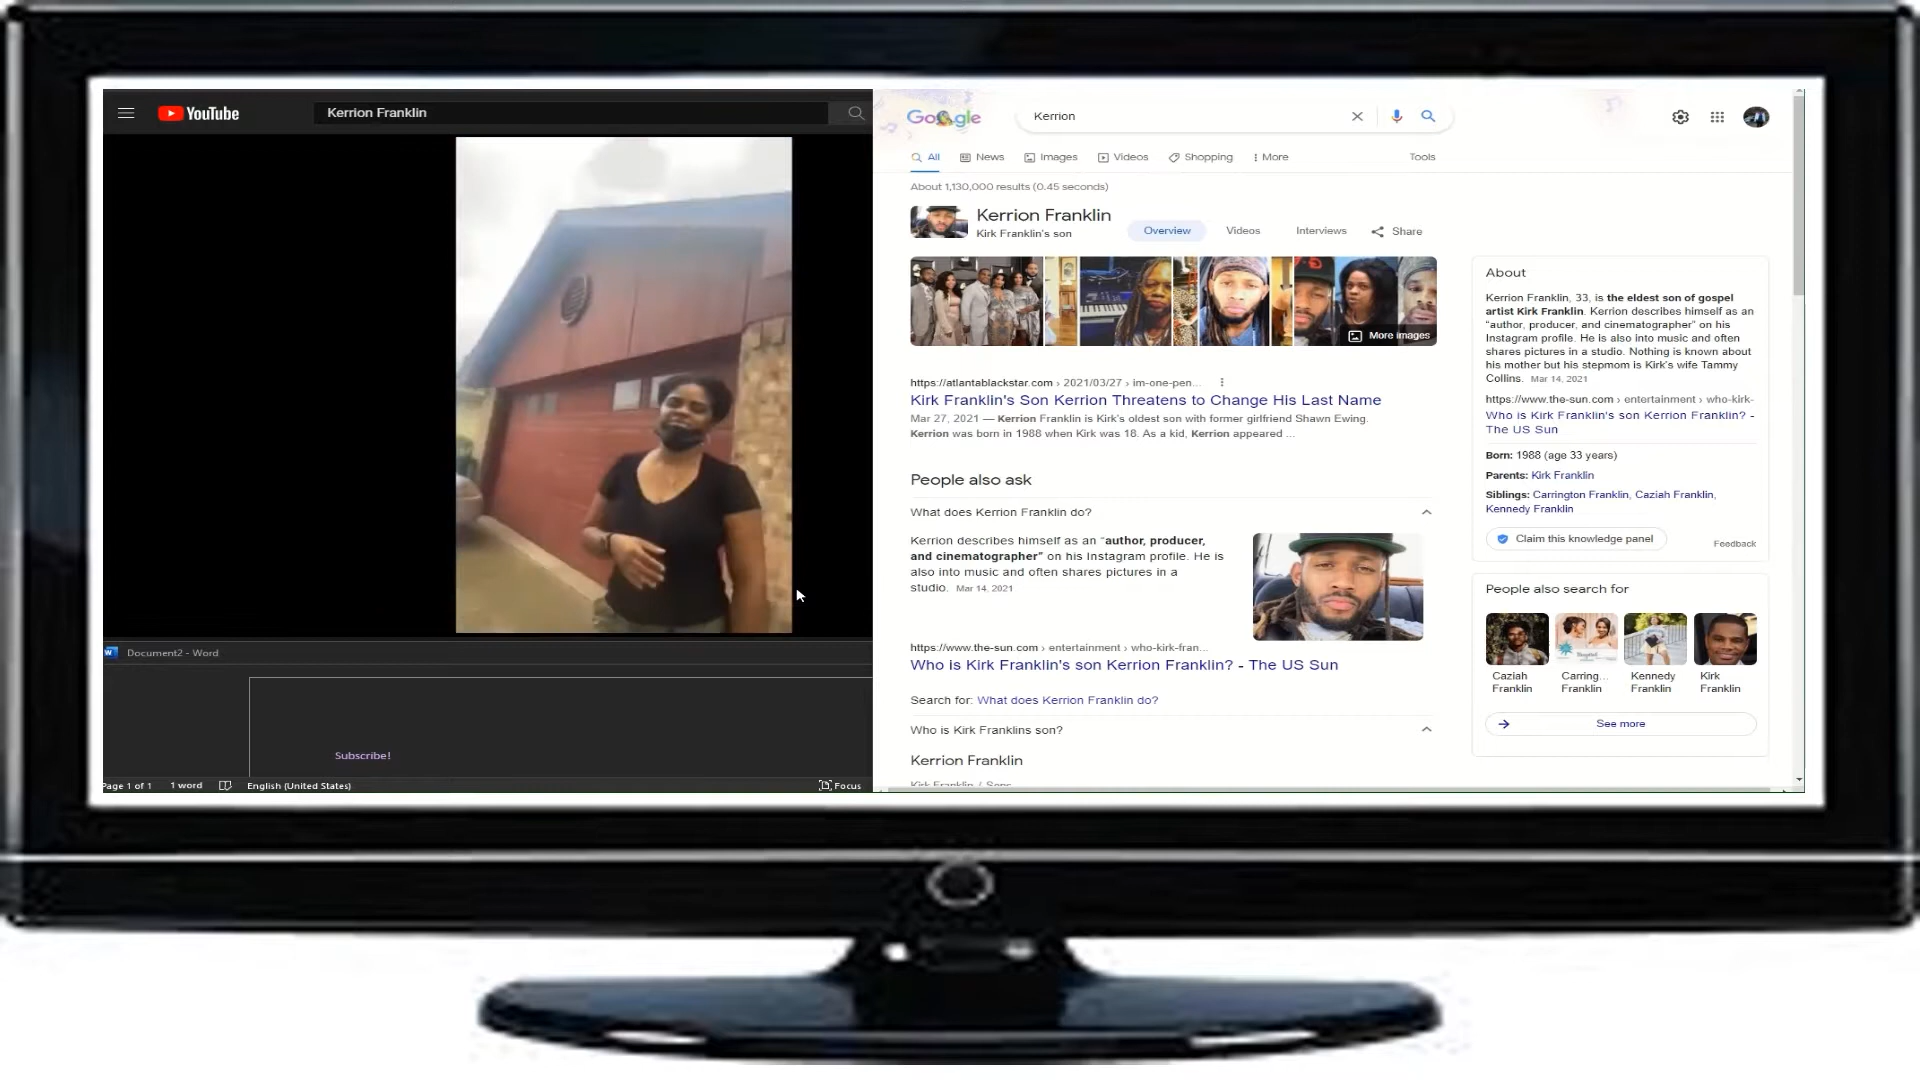 YouTube
Kerrion Franklin
Document2 - Word
Subscribe!
Page 1 of 1 1 word English (United States) Focus
Google
Kerrion
All News Images Videos Shopping More Tools
About 1,130,000 results (0.45 seconds)
Kerrion Franklin
Kirk Franklin's son
Overview Videos Interviews Share
More images
https://atlantablackstar.com › 2021/03/27 › im-one-pen...
Kirk Franklin's Son Kerrion Threatens to Change His Last Name
Mar 27, 2021 — Kerrion Franklin is Kirk's oldest son with former girlfriend Shawn Ewing.
Kerrion was born in 1988 when Kirk was 18. As a kid, Kerrion appeared ...
People also ask
What does Kerrion Franklin do?
Kerrion describes himself as an “author, producer,
and cinematographer” on his Instagram profile. He is
also into music and often shares pictures in a
studio. Mar 14, 2021
https://www.the-sun.com › entertainment › who-kirk-fran...
Who is Kirk Franklin's son Kerrion Franklin? - The US Sun
Search for: What does Kerrion Franklin do?
Who is Kirk Franklins son?
Kerrion Franklin
Kirk Franklin / Sons
About
Kerrion Franklin, 33, is the eldest son of gospel
artist Kirk Franklin. Kerrion describes himself as an
“author, producer, and cinematographer” on his
Instagram profile. He is also into music and often
shares pictures in a studio. Nothing is known about
his mother but his stepmom is Kirk's wife Tammy
Collins. Mar 14, 2021
https://www.the-sun.com › entertainment › who-kirk-
Who is Kirk Franklin's son Kerrion Franklin? -
The US Sun
Born: 1988 (age 33 years)
Parents: Kirk Franklin
Siblings: Carrington Franklin, Caziah Franklin,
Kennedy Franklin
Claim this knowledge panel
Feedback
People also search for
Caziah Franklin
Carring... Franklin
Kennedy Franklin
Kirk Franklin
See more